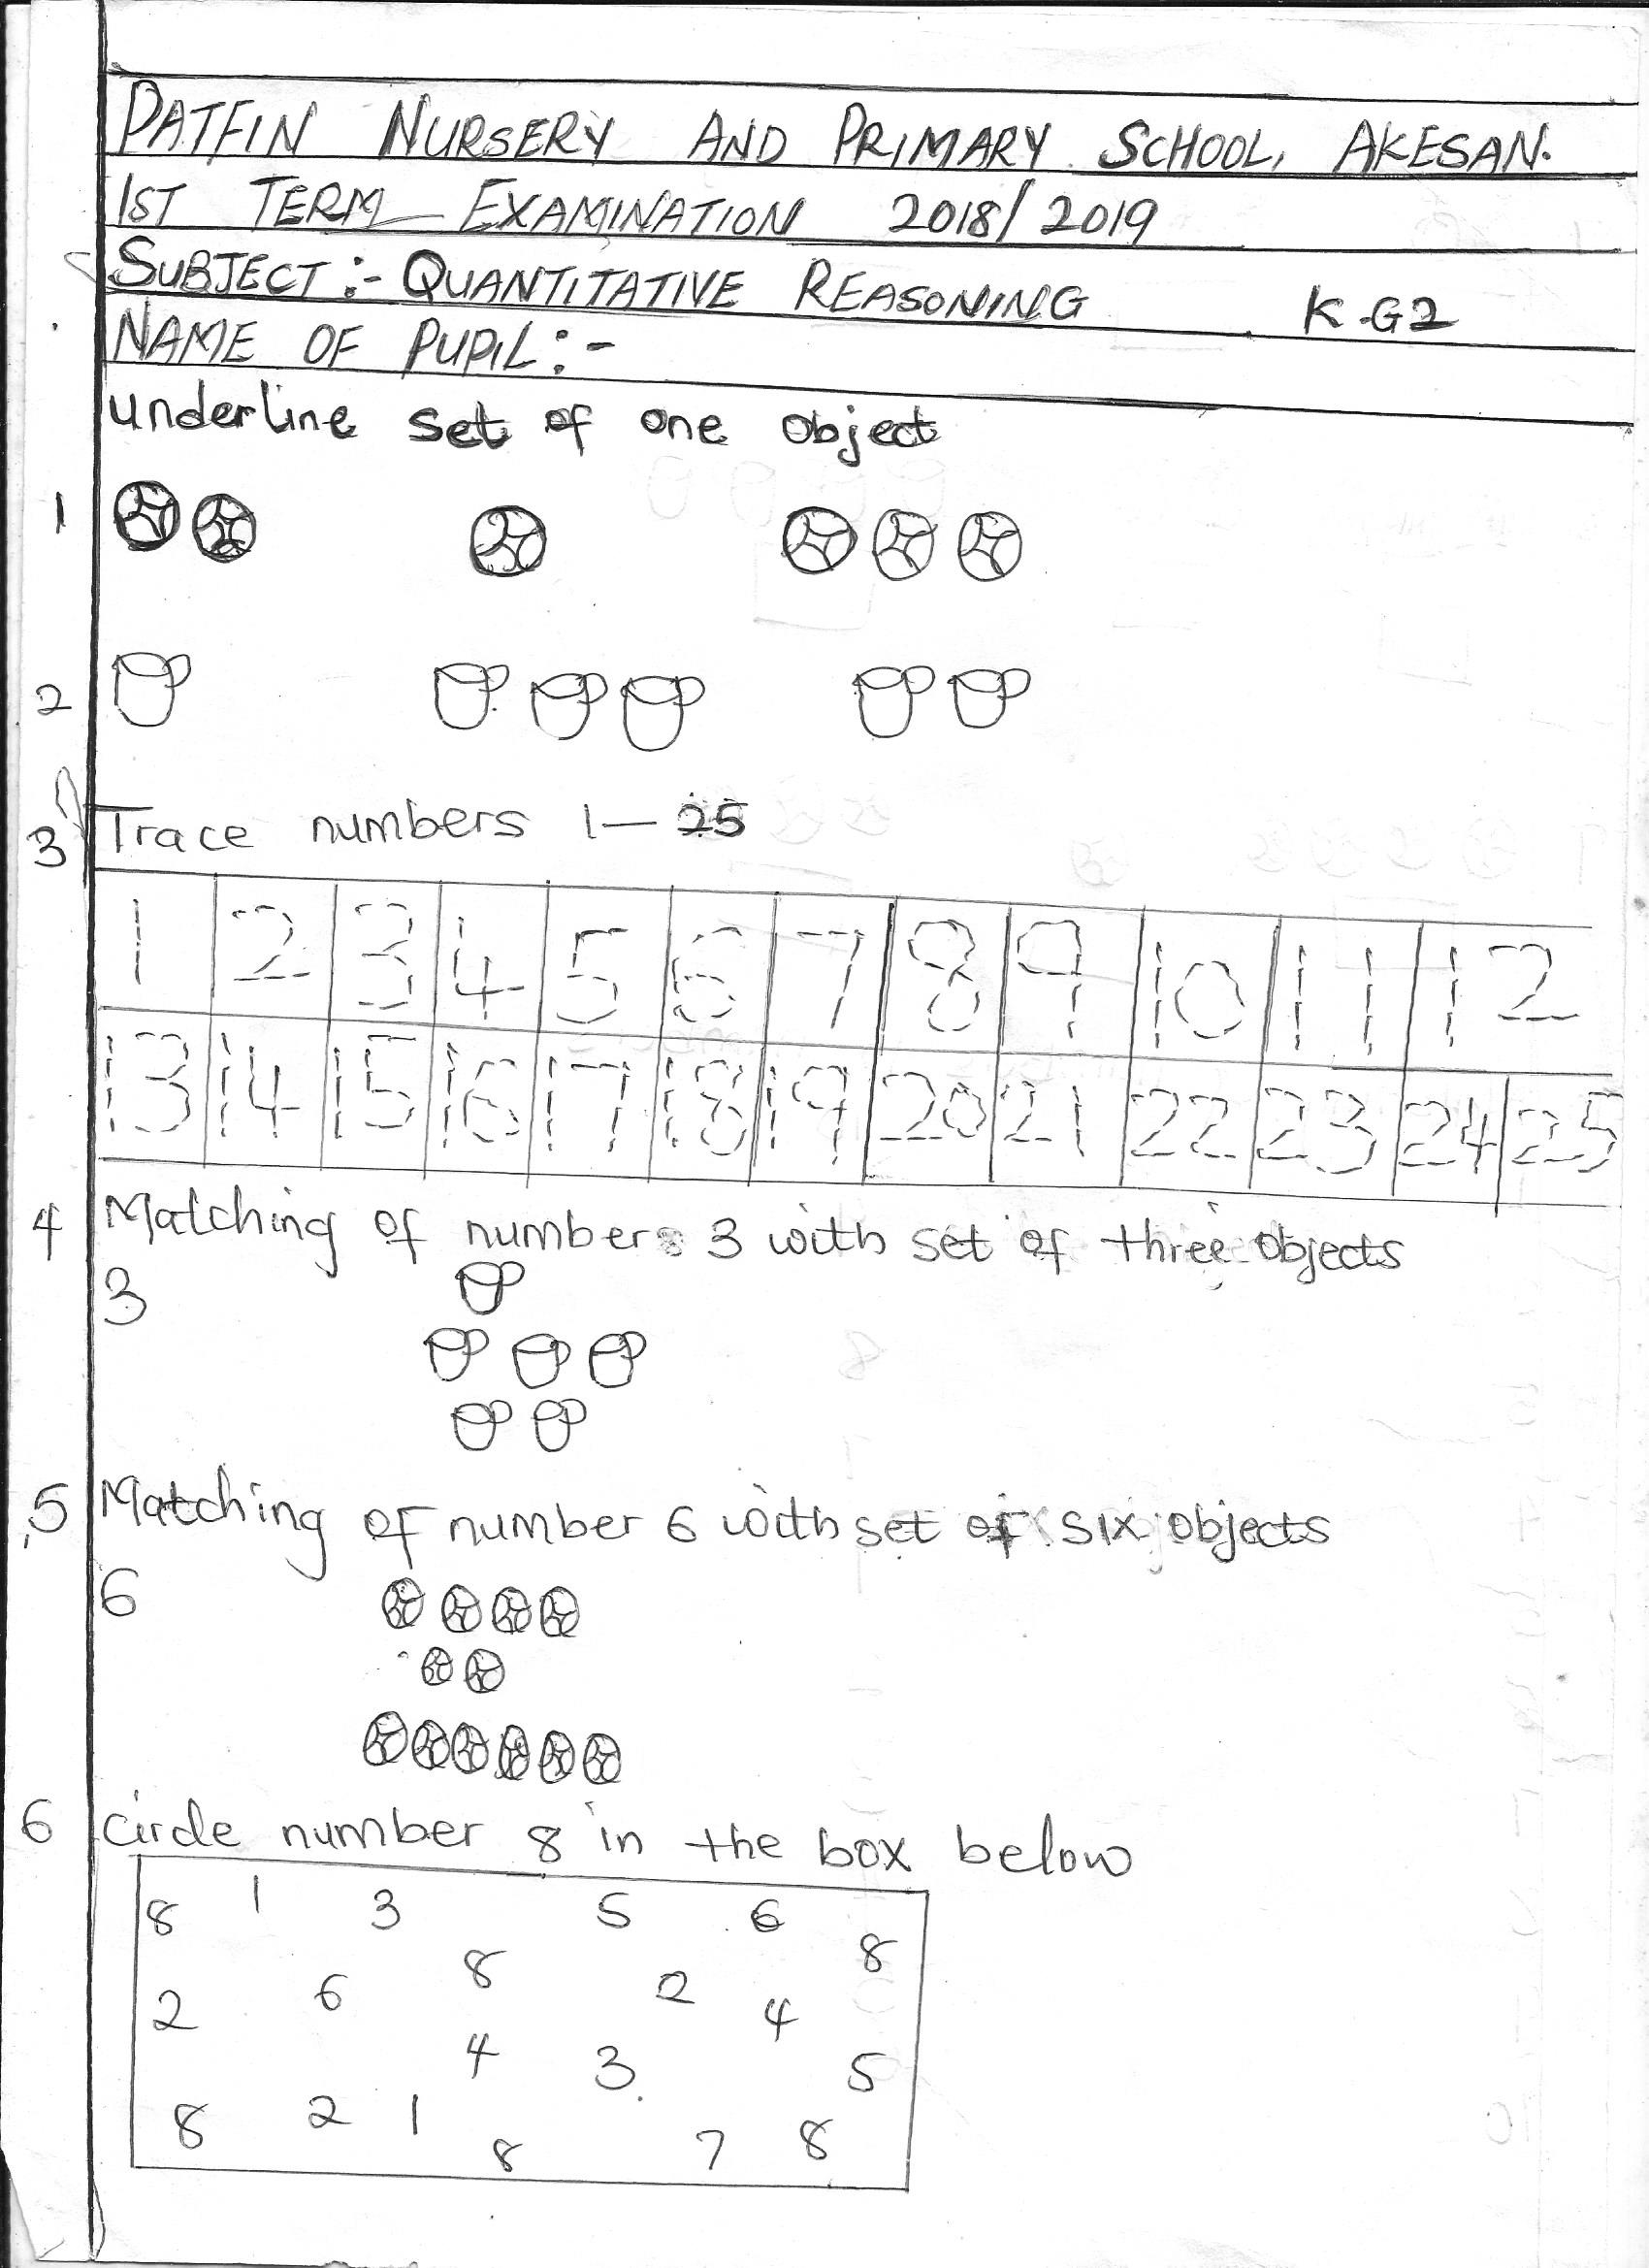 PATFIN NURSERY AND PRIMARY SCHOOL, AKESAN.
1ST TERM EXAMINATION 2018/2019
SUBJECT:- QUANTITATIVE REASONING K.G2
NAME OF PUPIL:-
underline set of one object
1
2
3 Trace numbers 1-25
1 2 3 4 5 6 7 8 9 10 11 12
13 14 15 16 17 18 19 20 21 22 23 24 25
4 Matching of numbers 3 with set of three objects
3
5 Matching of number 6 with set of six objects
6
6 circle number 8 in the box below
8 1 3 5 6
8 8
2 6 2 4
4 3 5
8 2 1 8 7 8